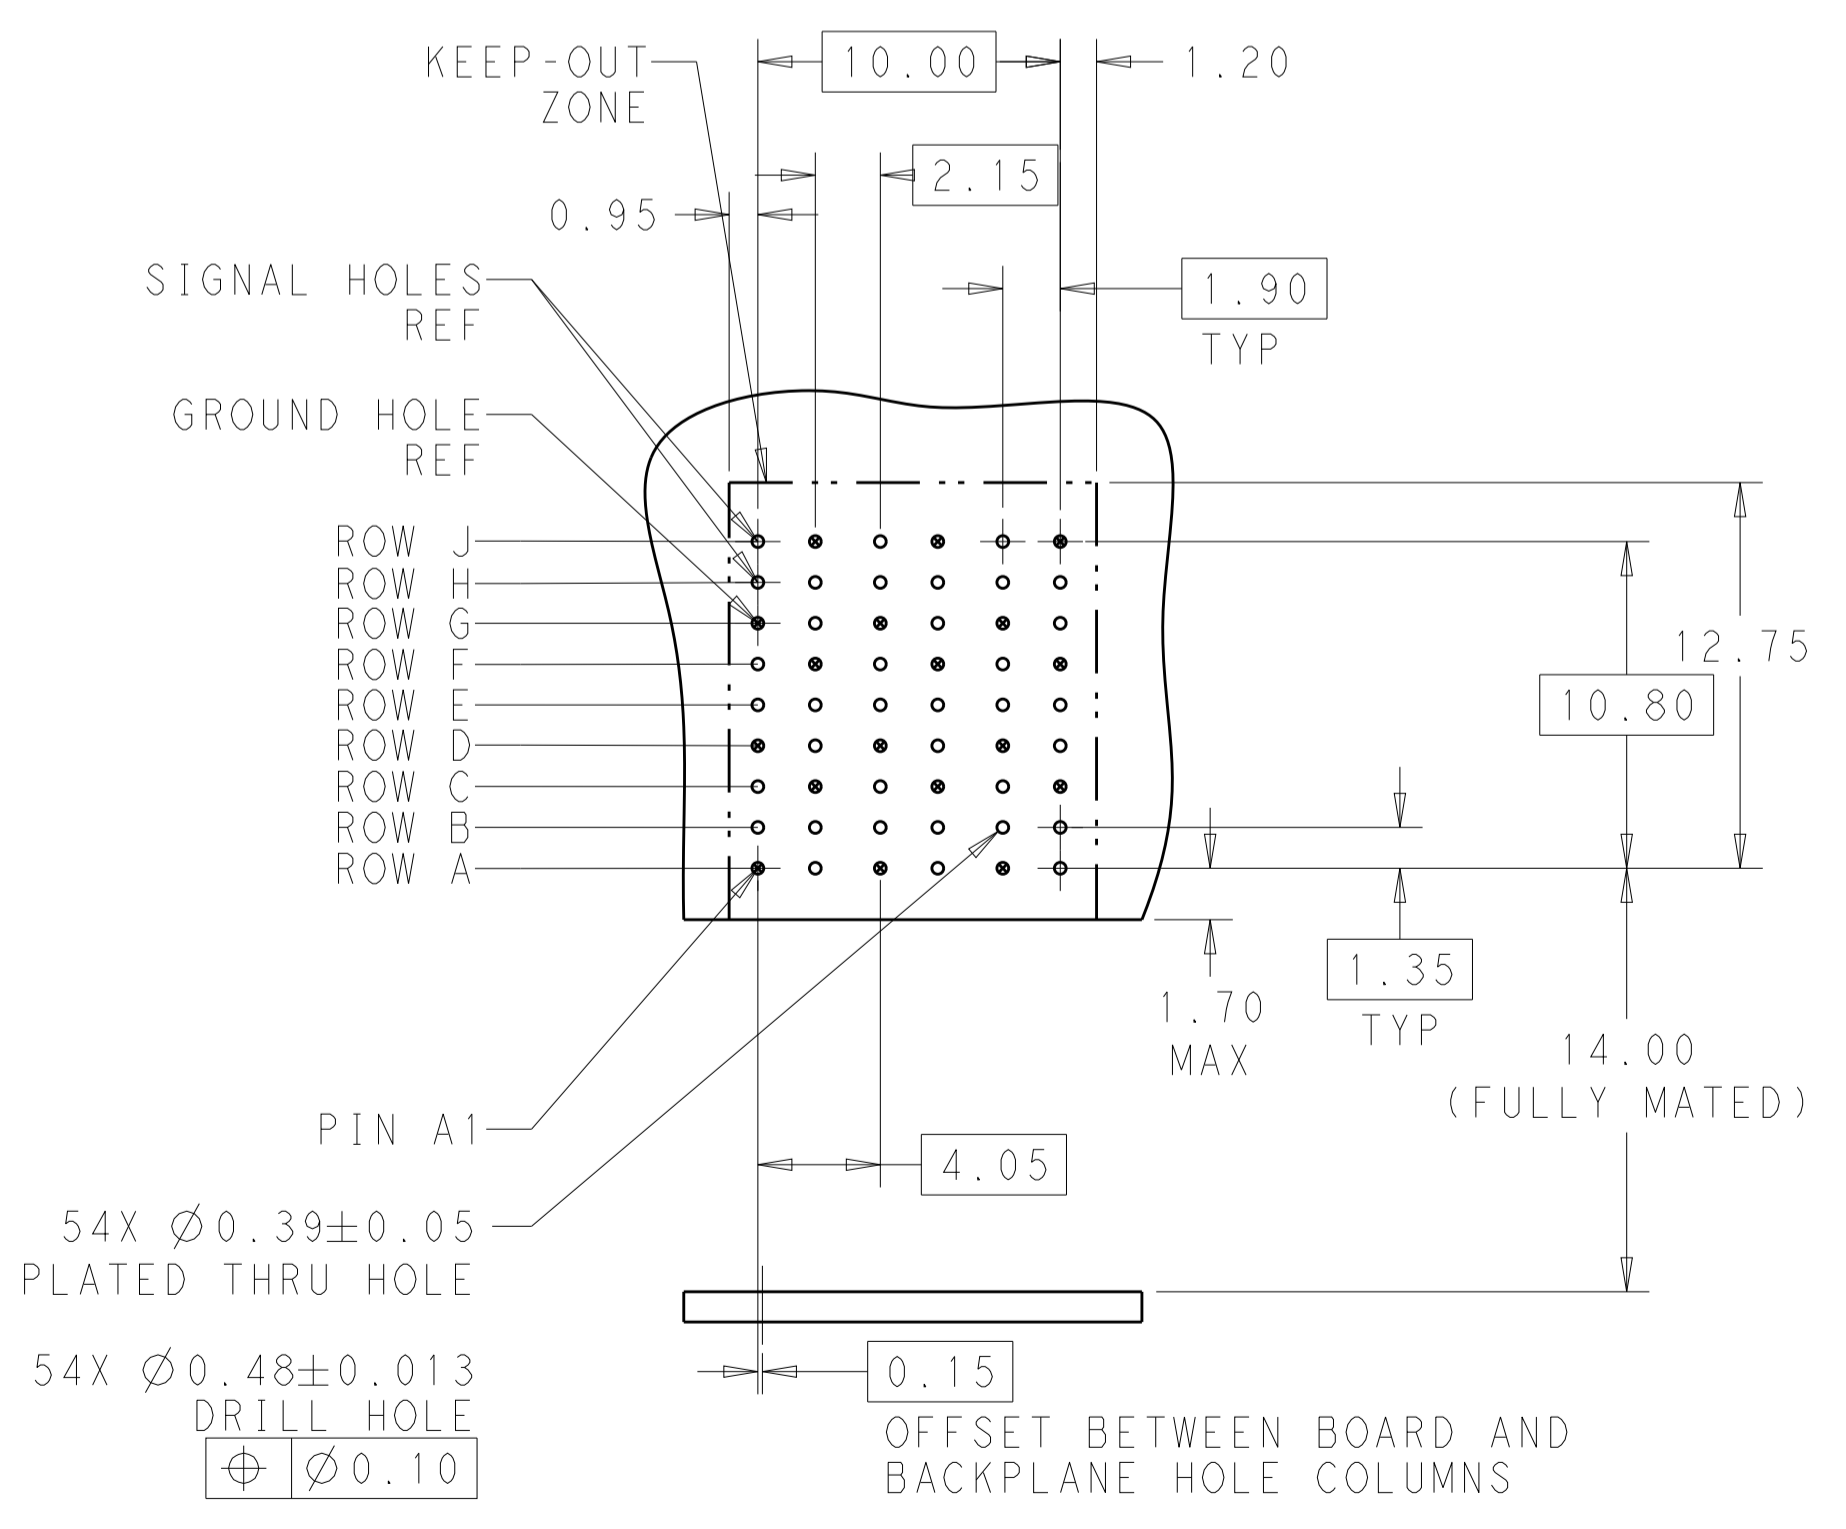 KEEP-OUT
ZONE
10.00
1.20
2.15
0.95
1.90
TYP
SIGNAL HOLES
REF
GROUND HOLE
REF
ROW J
ROW H
ROW G
ROW F
ROW E
ROW D
ROW C
ROW B
ROW A
12.75
10.80
1.35
TYP
1.70
MAX
14.00
(FULLY MATED)
PIN A1
4.05
54X Ø0.39±0.05
PLATED THRU HOLE
54X Ø0.48±0.013
DRILL HOLE
⌖ Ø0.10
0.15
OFFSET BETWEEN BOARD AND
BACKPLANE HOLE COLUMNS